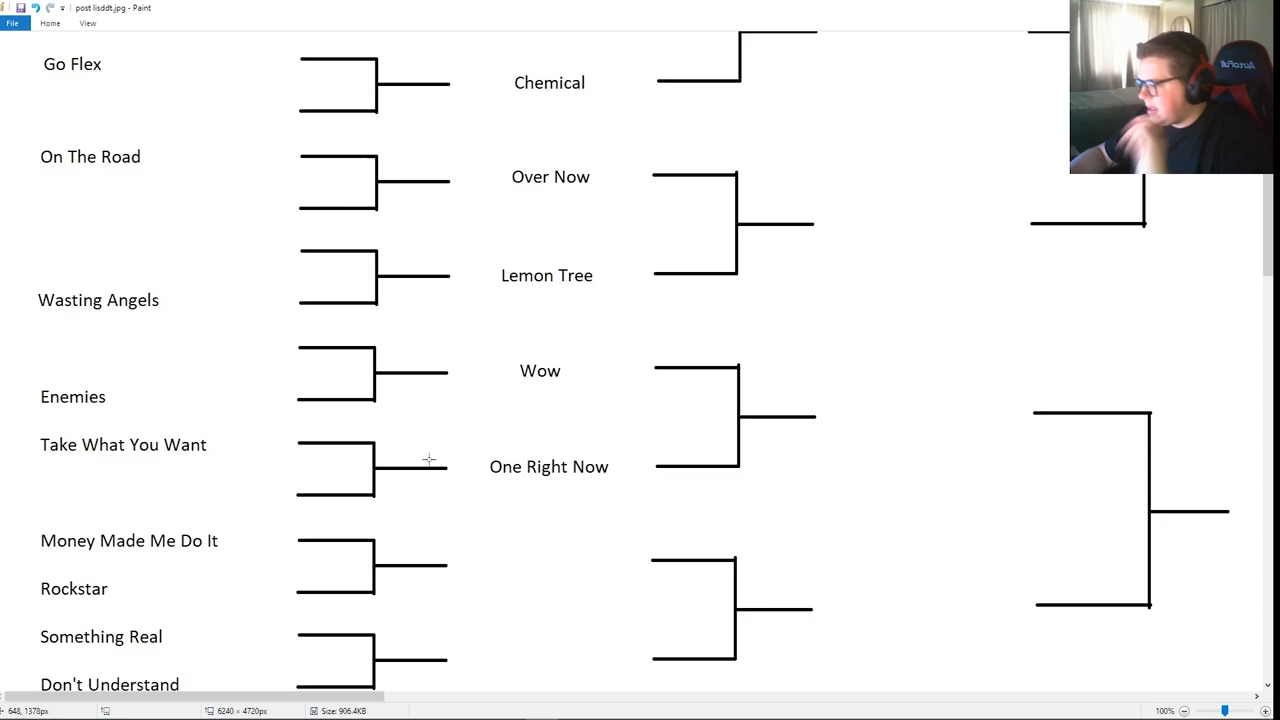 post lisddt.jpg - Paint
File Home View
Go Flex
Chemical
On The Road
Over Now
Lemon Tree
Wasting Angels
Wow
Enemies
Take What You Want
One Right Now
Money Made Me Do It
Rockstar
Something Real
Don't Understand
648, 1378px 6240 × 4720px Size: 906.4KB 100%